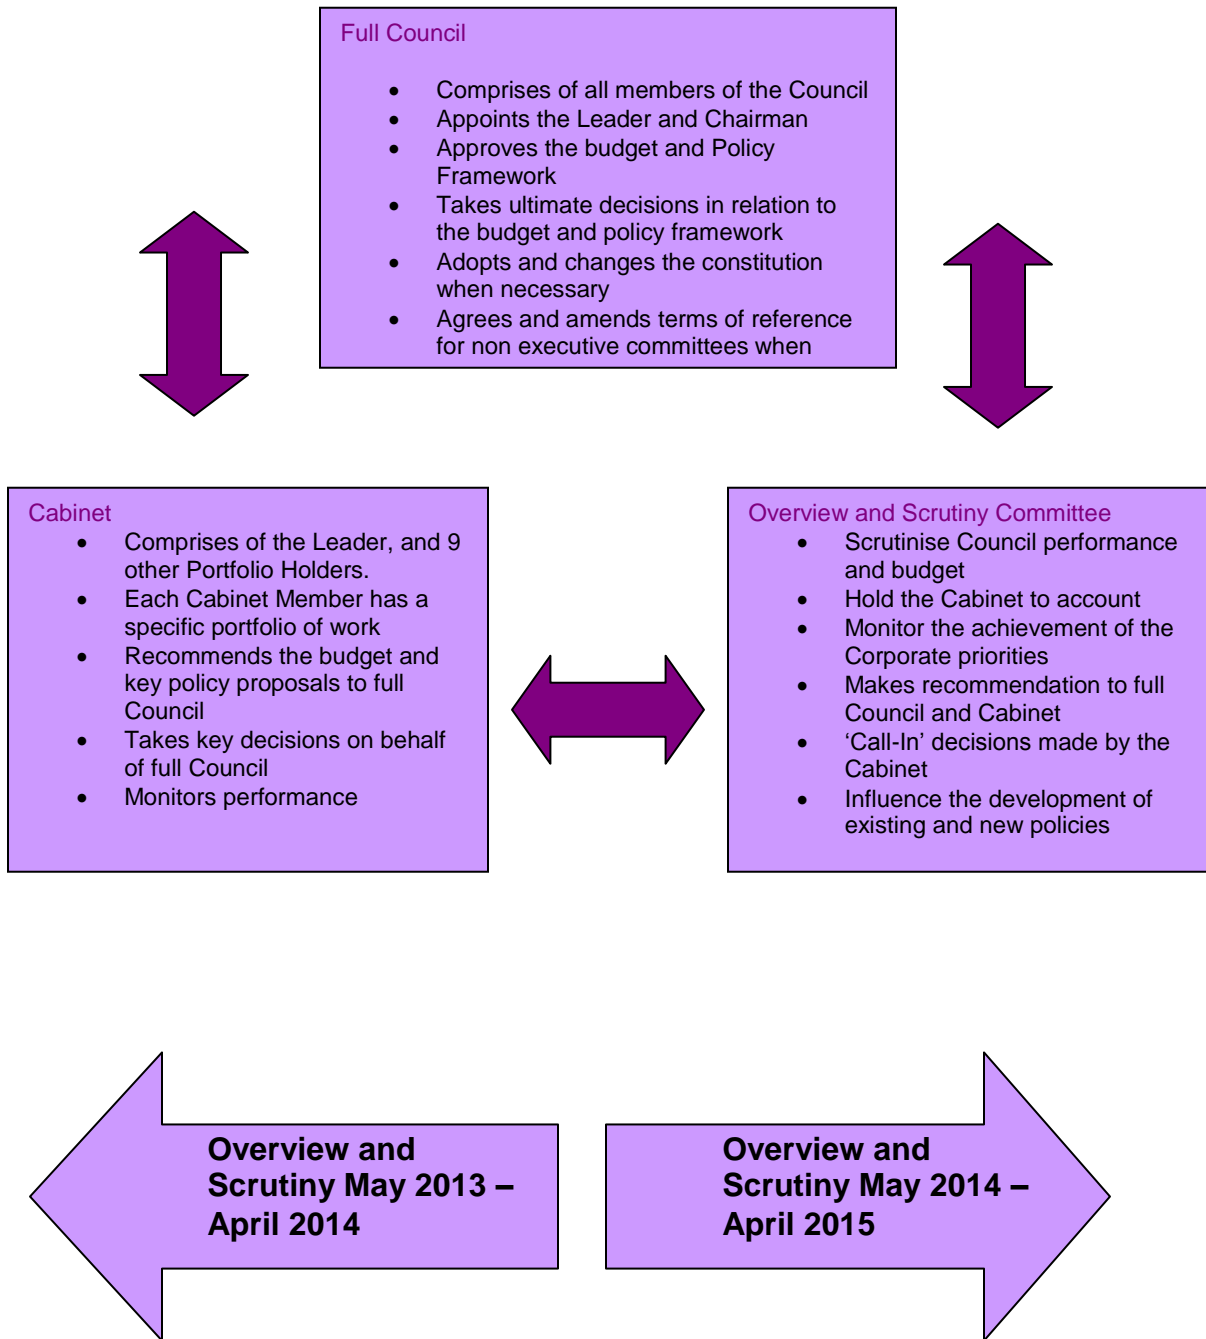 Full Council
• Comprises of all members of the Council
• Appoints the Leader and Chairman
• Approves the budget and Policy
Framework
• Takes ultimate decisions in relation to
the budget and policy framework
• Adopts and changes the constitution
when necessary
• Agrees and amends terms of reference
for non executive committees when
Cabinet
• Comprises of the Leader, and 9
other Portfolio Holders.
• Each Cabinet Member has a
specific portfolio of work
• Recommends the budget and
key policy proposals to full
Council
• Takes key decisions on behalf
of full Council
• Monitors performance
Overview and Scrutiny Committee
• Scrutinise Council performance
and budget
• Hold the Cabinet to account
• Monitor the achievement of the
Corporate priorities
• Makes recommendation to full
Council and Cabinet
• ‘Call-In’ decisions made by the
Cabinet
• Influence the development of
existing and new policies
Overview and
Scrutiny May 2013 –
April 2014
Overview and
Scrutiny May 2014 –
April 2015